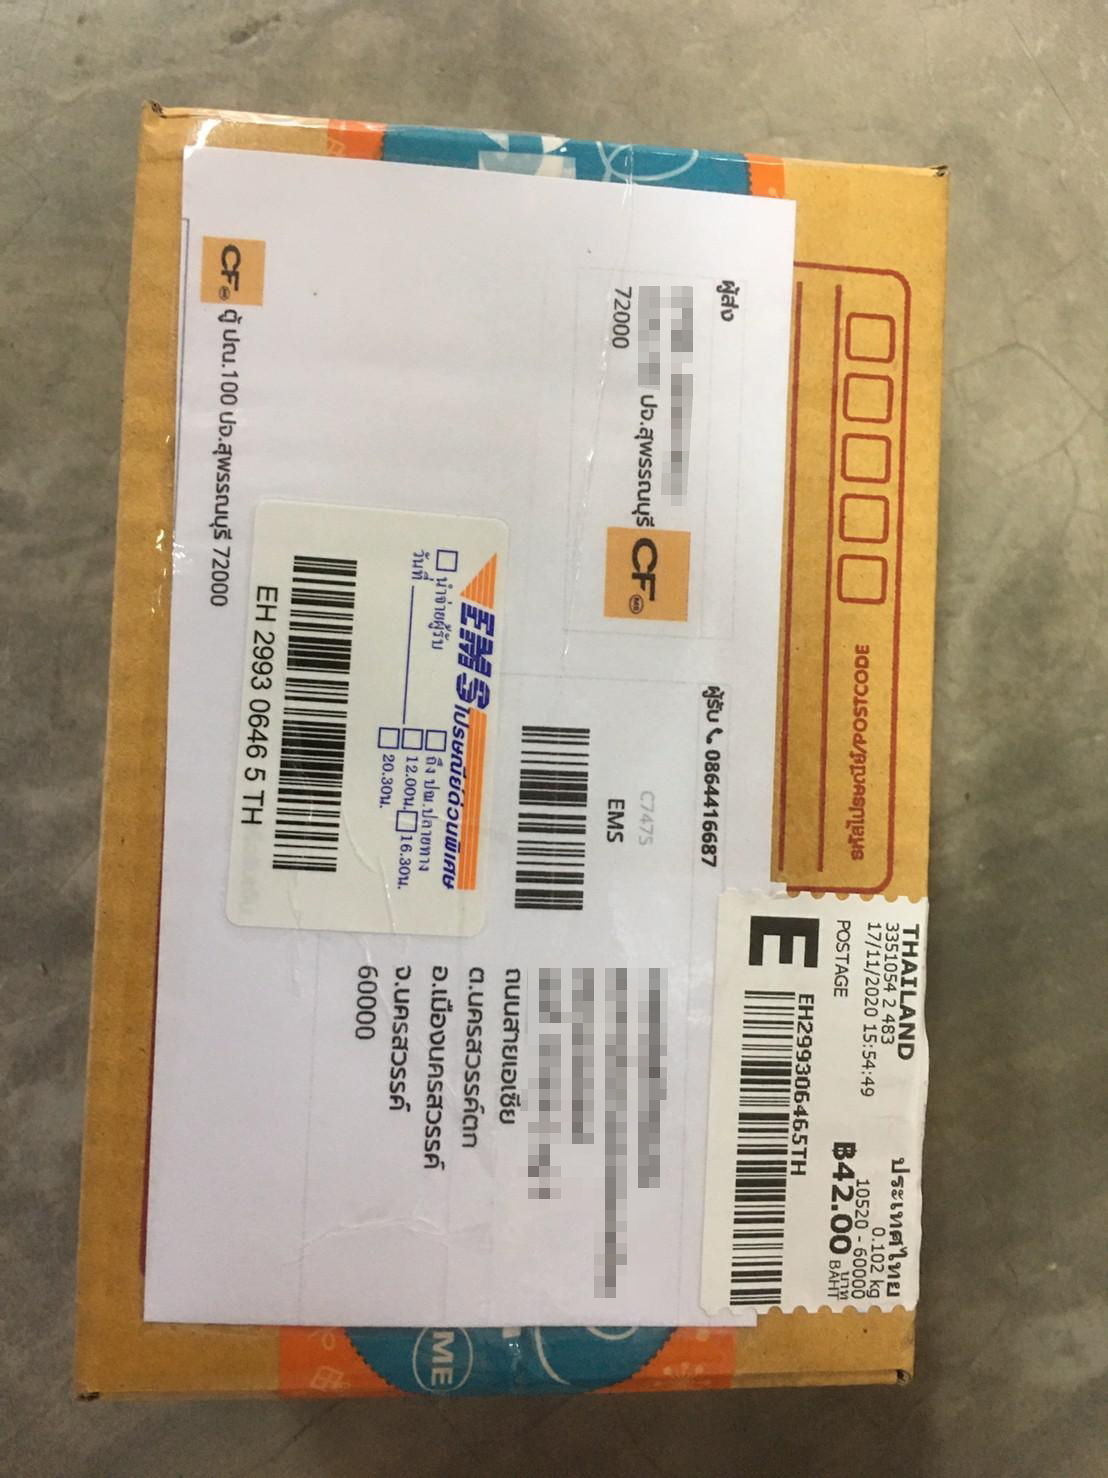 ผู้ส่ง
ปจ.สุพรรณบุรี
72000
CF
ME
ผู้รับ 0864416687
C7475
EMS
ถนนสายเอเซีย
ต.นครสวรรค์ตก
อ.เมืองนครสวรรค์
จ.นครสวรรค์
60000
EMS ไปรษณีย์ด่วนพิเศษ
นำจ่ายผู้รับ
วันที่
ถึง ปณ.ปลายทาง
12.00น. 16.30น.
20.30น.
EH 2993 0646 5 TH
CF ตู้ ปณ.100 ปจ.สุพรรณบุรี 72000
รหัสไปรษณีย์/POSTCODE
THAILAND ประเทศไทย
3351054 2 483 0.102 kg
17/11/2020 15:54:49 10520 - 60000
POSTAGE ฿42.00 บาท BAHT
E
EH299306465TH
ME